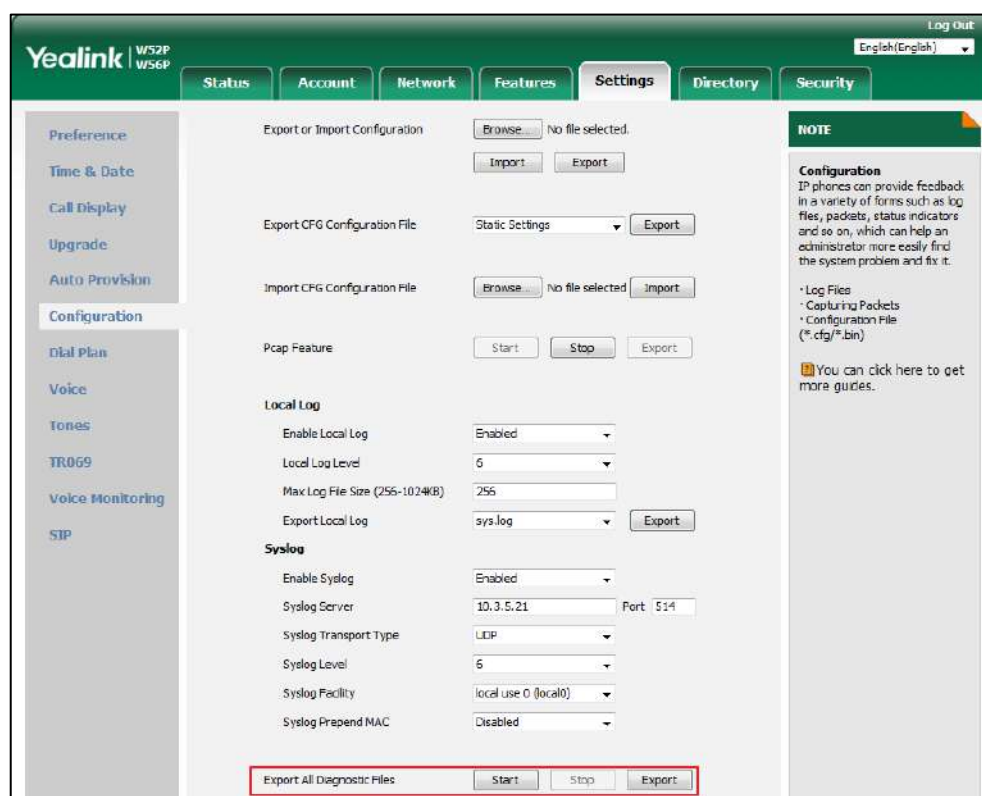 Log Out
Yealink | W52P W56P
English(English)
Status Account Network Features Settings Directory Security
Preference
Time & Date
Call Display
Upgrade
Auto Provision
Configuration
Dial Plan
Voice
Tones
TR069
Voice Monitoring
SIP
Export or Import Configuration Browse... No file selected.
Import Export
Export CFG Configuration File Static Settings Export
Import CFG Configuration File Browse... No file selected Import
Pcap Feature Start Stop Export
Local Log
Enable Local Log Enabled
Local Log Level 6
Max Log File Size (256-1024KB) 256
Export Local Log sys.log Export
Syslog
Enable Syslog Enabled
Syslog Server 10.3.5.21 Port 514
Syslog Transport Type UDP
Syslog Level 6
Syslog Facility local use 0 (local0)
Syslog Prepend MAC Disabled
Export All Diagnostic Files Start Stop Export
NOTE
Configuration
IP phones can provide feedback
in a variety of forms such as log
files, packets, status indicators
and so on, which can help an
administrator more easily find
the system problem and fix it.
· Log Files
· Capturing Packets
· Configuration File
(*.cfg/*.bin)
You can click here to get
more guides.